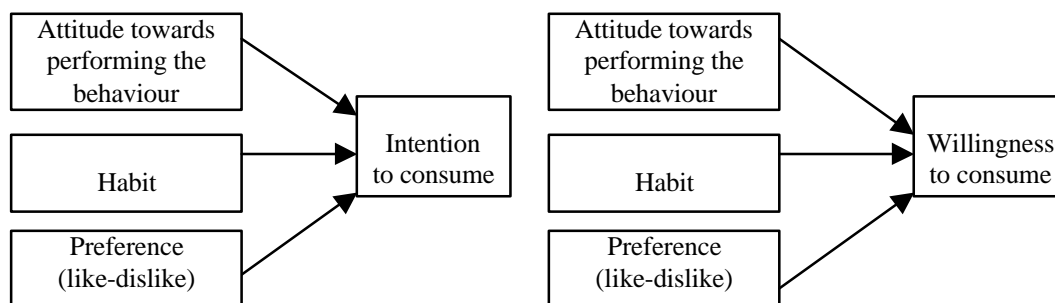 Attitude towards
performing the
behaviour
Habit
Preference
(like-dislike)
Intention
to consume
Attitude towards
performing the
behaviour
Habit
Preference
(like-dislike)
Willingness
to consume